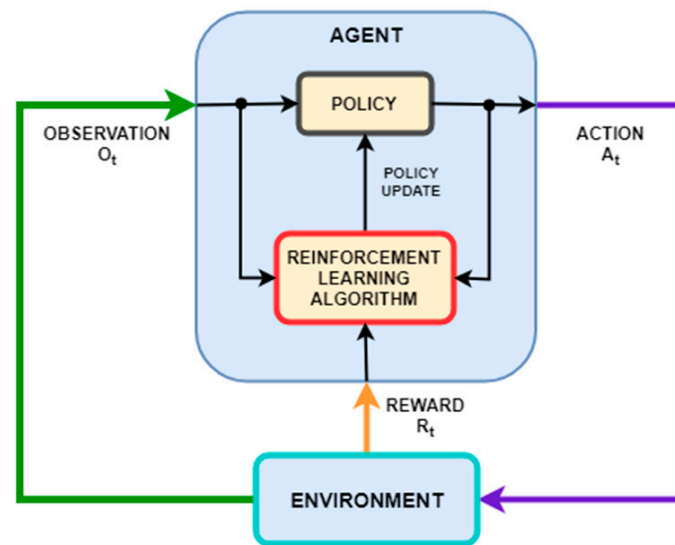 AGENT
POLICY
OBSERVATION
Ot
ACTION
At
POLICY
UPDATE
REINFORCEMENT
LEARNING
ALGORITHM
REWARD
Rt
ENVIRONMENT